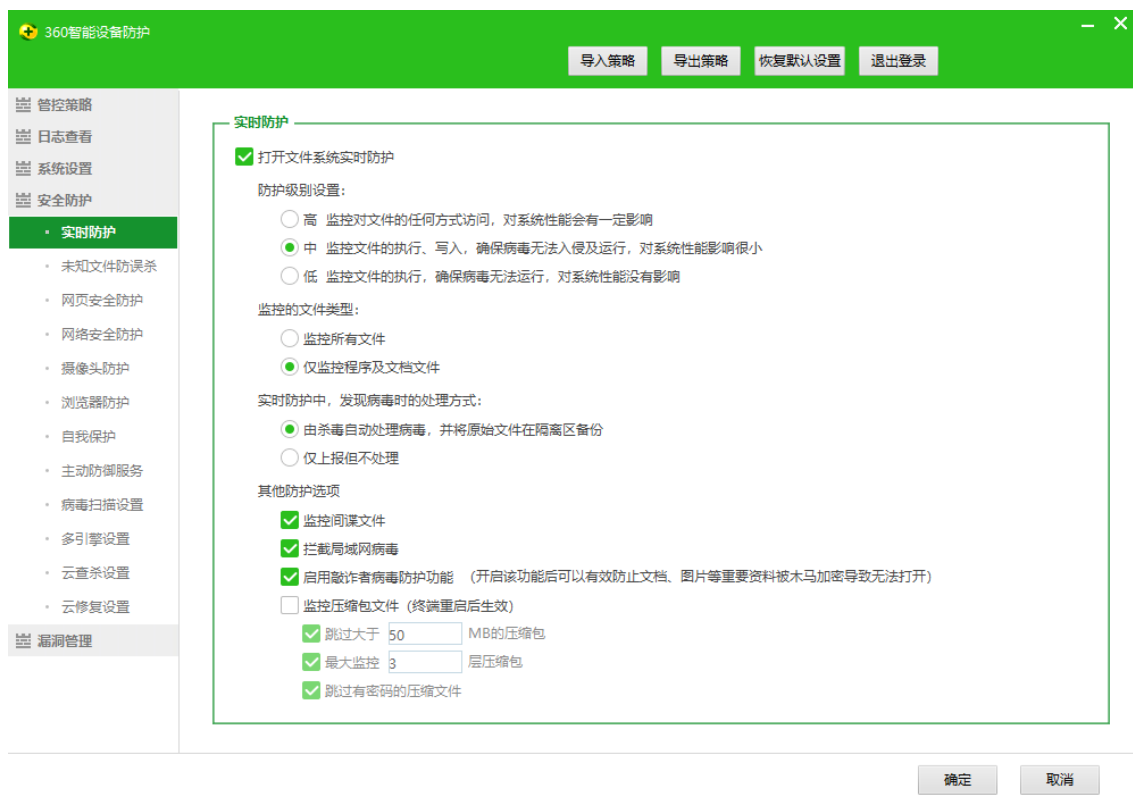 360智能设备防护
导入策略 导出策略 恢复默认设置 退出登录
管控策略
日志查看
系统设置
安全防护
实时防护
未知文件防误杀
网页安全防护
网络安全防护
摄像头防护
浏览器防护
自我保护
主动防御服务
病毒扫描设置
多引擎设置
云查杀设置
云修复设置
漏洞管理
实时防护
打开文件系统实时防护
防护级别设置：
高 监控对文件的任何方式访问，对系统性能会有一定影响
中 监控文件的执行、写入，确保病毒无法入侵及运行，对系统性能影响很小
低 监控文件的执行，确保病毒无法运行，对系统性能没有影响
监控的文件类型：
监控所有文件
仅监控程序及文档文件
实时防护中，发现病毒时的处理方式：
由杀毒自动处理病毒，并将原始文件在隔离区备份
仅上报但不处理
其他防护选项
监控间谍文件
拦截局域网病毒
启用敲诈者病毒防护功能 （开启该功能后可以有效防止文档、图片等重要资料被木马加密导致无法打开）
监控压缩包文件（终端重启后生效）
跳过大于 50 MB的压缩包
最大监控 3 层压缩包
跳过有密码的压缩文件
确定 取消